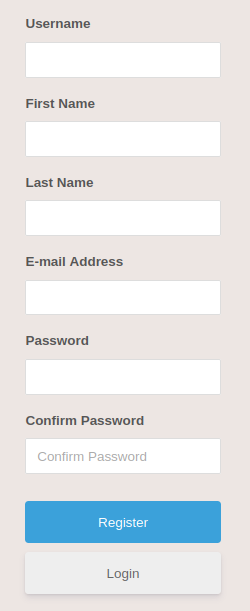 Username
First Name
Last Name
E-mail Address
Password
Confirm Password
Confirm Password
Register
Login